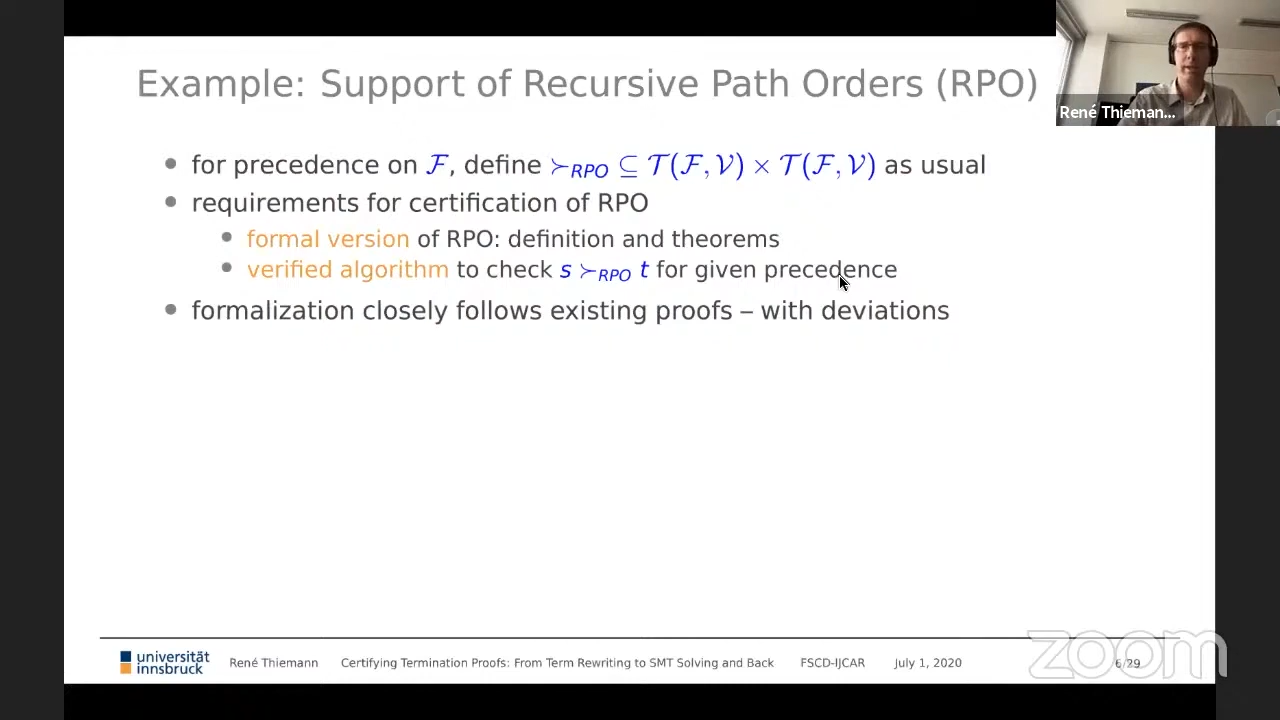 Example: Support of Recursive Path Orders (RPO)
René Thieman...
• for precedence on ℱ, define ≻RPO ⊆ 𝒯(ℱ, 𝒱) × 𝒯(ℱ, 𝒱) as usual
• requirements for certification of RPO
• formal version of RPO: definition and theorems
• verified algorithm to check s ≻RPO t for given precedence
• formalization closely follows existing proofs – with deviations
universität
innsbruck
René Thiemann
Certifying Termination Proofs: From Term Rewriting to SMT Solving and Back
FSCD-IJCAR
July 1, 2020
6/29
zoom